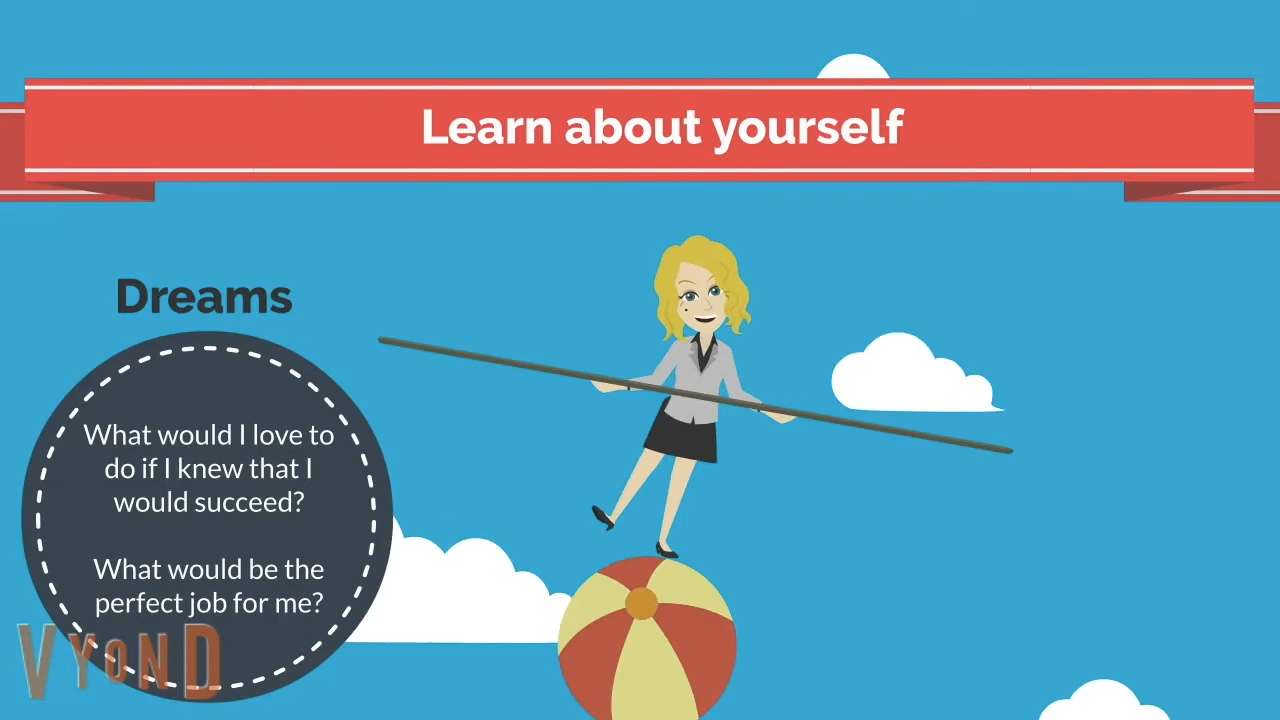 Learn about yourself
Dreams
What would I love to
do if I knew that I
would succeed?
What would be the
perfect job for me?
VYOND